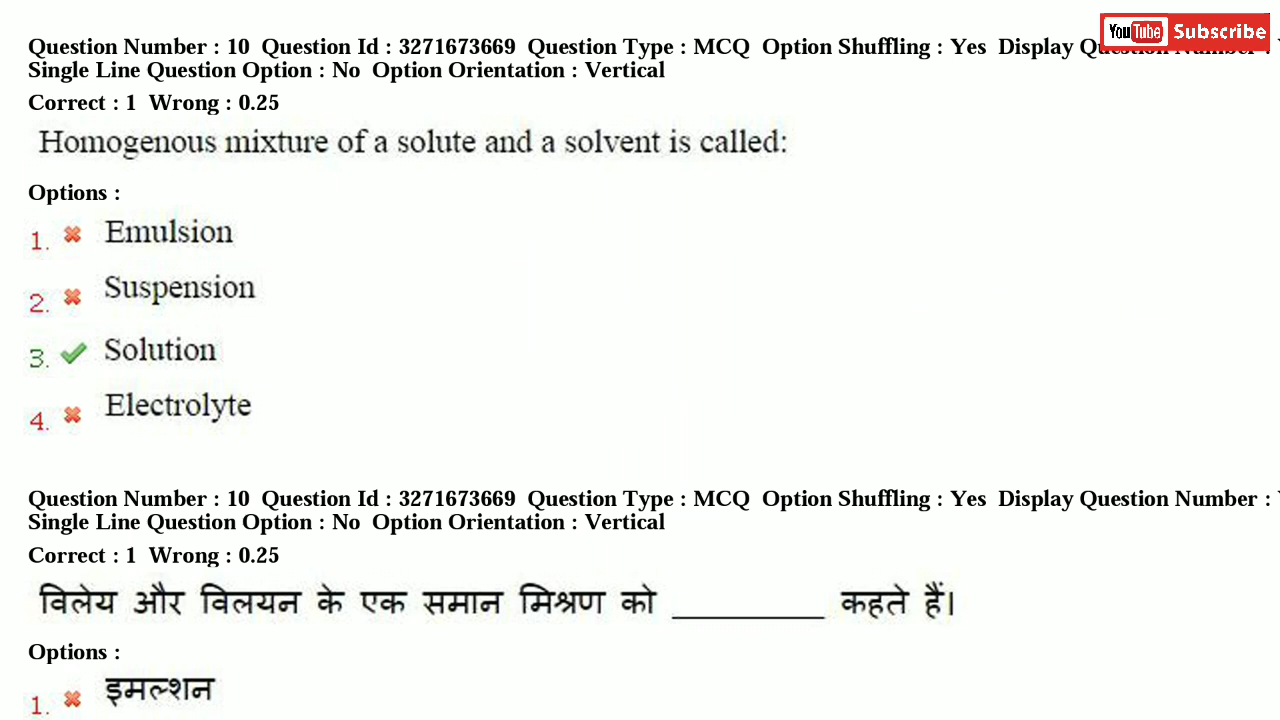 YouTube Subscribe
Question Number : 10 Question Id : 3271673669 Question Type : MCQ Option Shuffling : Yes Display Question Number :
Single Line Question Option : No Option Orientation : Vertical
Correct : 1 Wrong : 0.25
Homogenous mixture of a solute and a solvent is called:
Options :
1. Emulsion
2. Suspension
3. Solution
4. Electrolyte
Question Number : 10 Question Id : 3271673669 Question Type : MCQ Option Shuffling : Yes Display Question Number :
Single Line Question Option : No Option Orientation : Vertical
Correct : 1 Wrong : 0.25
विलेय और विलयन के एक समान मिश्रण को __________ कहते हैं।
Options :
1. इमल्शन